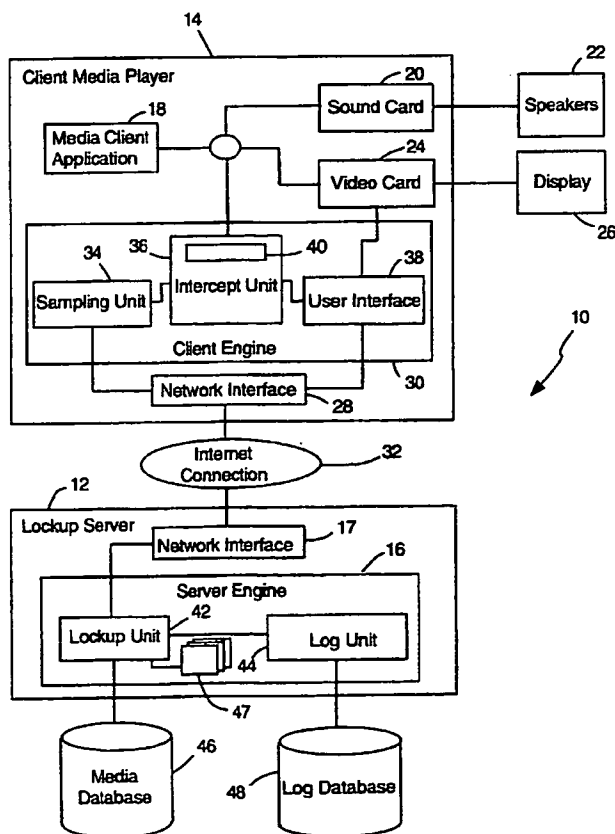 14
Client Media Player
20
22
18
Sound Card
Speakers
Media Client
Application
24
Video Card
Display
36
40
26
34
38
Intercept Unit
Sampling Unit
User Interface
10
Client Engine
30
Network Interface
28
Internet
Connection
32
12
Lockup Server
17
Network Interface
16
Server Engine
42
Lockup Unit
Log Unit
44
47
46
Media
Database
48
Log Database